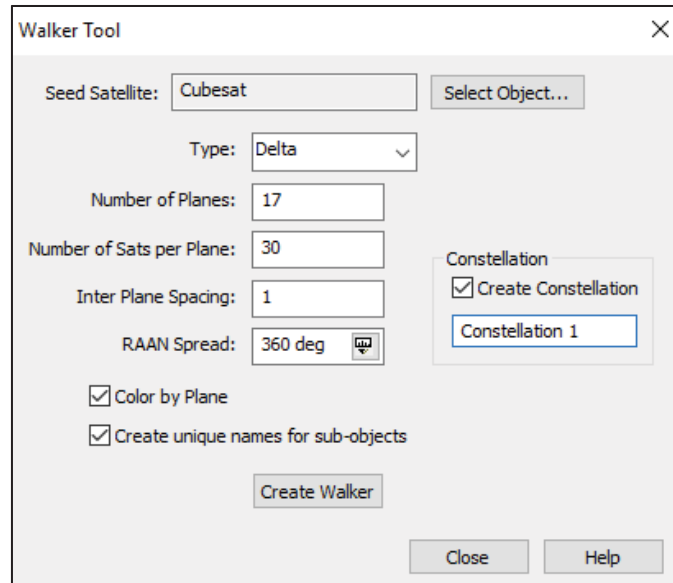 Walker Tool
Seed Satellite: Cubesat Select Object...
Type: Delta
Number of Planes: 17
Number of Sats per Plane: 30
Inter Plane Spacing: 1
RAAN Spread: 360 deg
Constellation
Create Constellation
Constellation 1
Color by Plane
Create unique names for sub-objects
Create Walker
Close Help